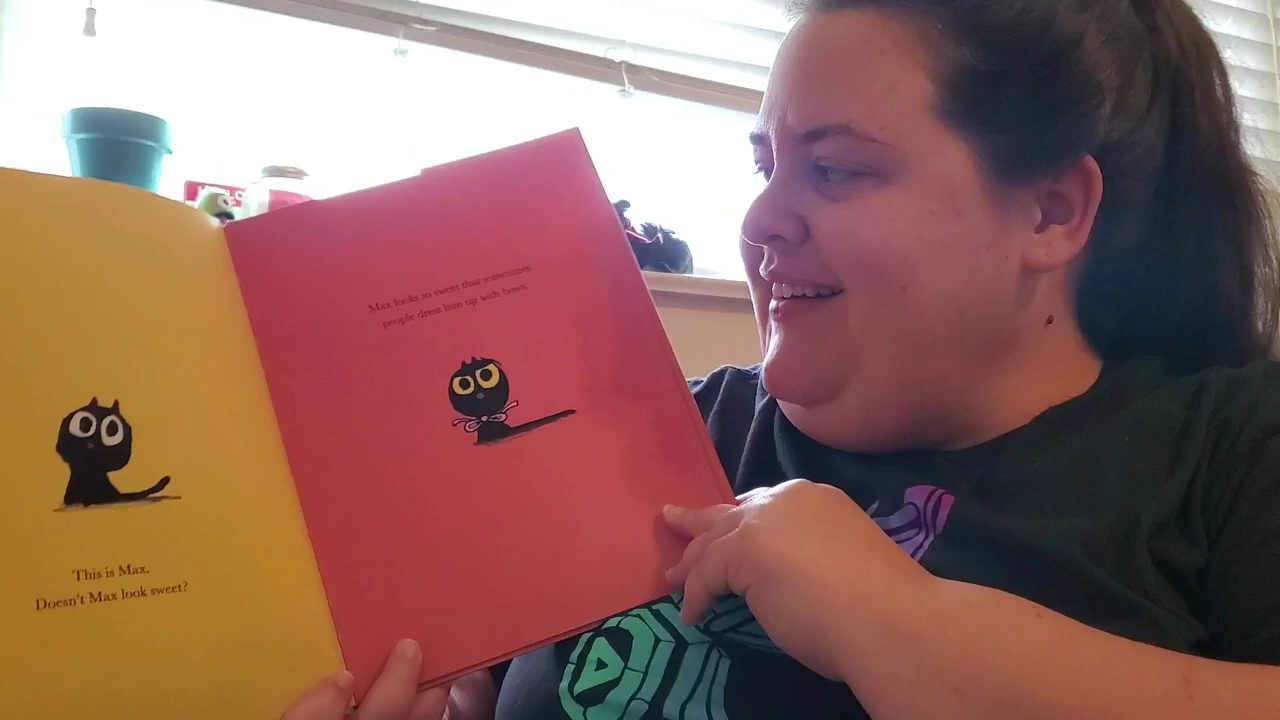 This is Max.
Doesn't Max look sweet?
Max looks so sweet that sometimes
people dress him up with bows.